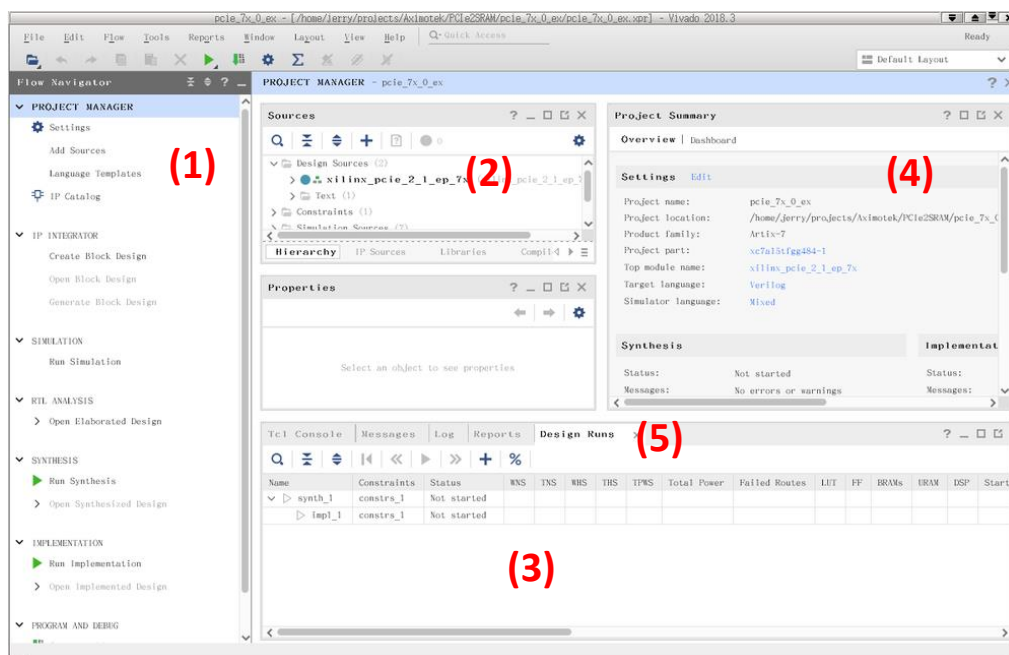 pcie_7x_0_ex - [/home/jerry/projects/Aximotek/PCIe2SRAM/pcie_7x_0_ex/pcie_7x_0_ex.xpr] - Vivado 2018.3
File Edit Flow Tools Reports Window Layout View Help Q- Quick Access Ready
Default Layout
Flow Navigator
PROJECT MANAGER - pcie_7x_0_ex
PROJECT MANAGER
Settings
Add Sources
Language Templates
IP Catalog
(1)
IP INTEGRATOR
Create Block Design
Open Block Design
Generate Block Design
SIMULATION
Run Simulation
RTL ANALYSIS
Open Elaborated Design
SYNTHESIS
Run Synthesis
Open Synthesized Design
IMPLEMENTATION
Run Implementation
Open Implemented Design
PROGRAM AND DEBUG
Sources
0
Design Sources (2)
xilinx_pcie_2_1_ep_7x
(2)
Text (1)
Constraints (1)
Simulation Sources (7)
Hierarchy IP Sources Libraries Compil
Properties
Select an object to see properties
Project Summary
Overview | Dashboard
(4)
Settings Edit
Project name: pcie_7x_0_ex
Project location: /home/jerry/projects/Aximotek/PCIe2SRAM/pcie_7x_(
Product family: Artix-7
Project part: xc7a15tfgg484-1
Top module name: xilinx_pcie_2_1_ep_7x
Target language: Verilog
Simulator language: Mixed
Synthesis Implementat
Status: Not started Status:
Messages: No errors or warnings Messages:
Tcl Console Messages Log Reports Design Runs
(5)
Name Constraints Status WNS TNS WHS THS TPWS Total Power Failed Routes LUT FF BRAMs URAM DSP Start
synth_1 constrs_1 Not started
impl_1 constrs_1 Not started
(3)